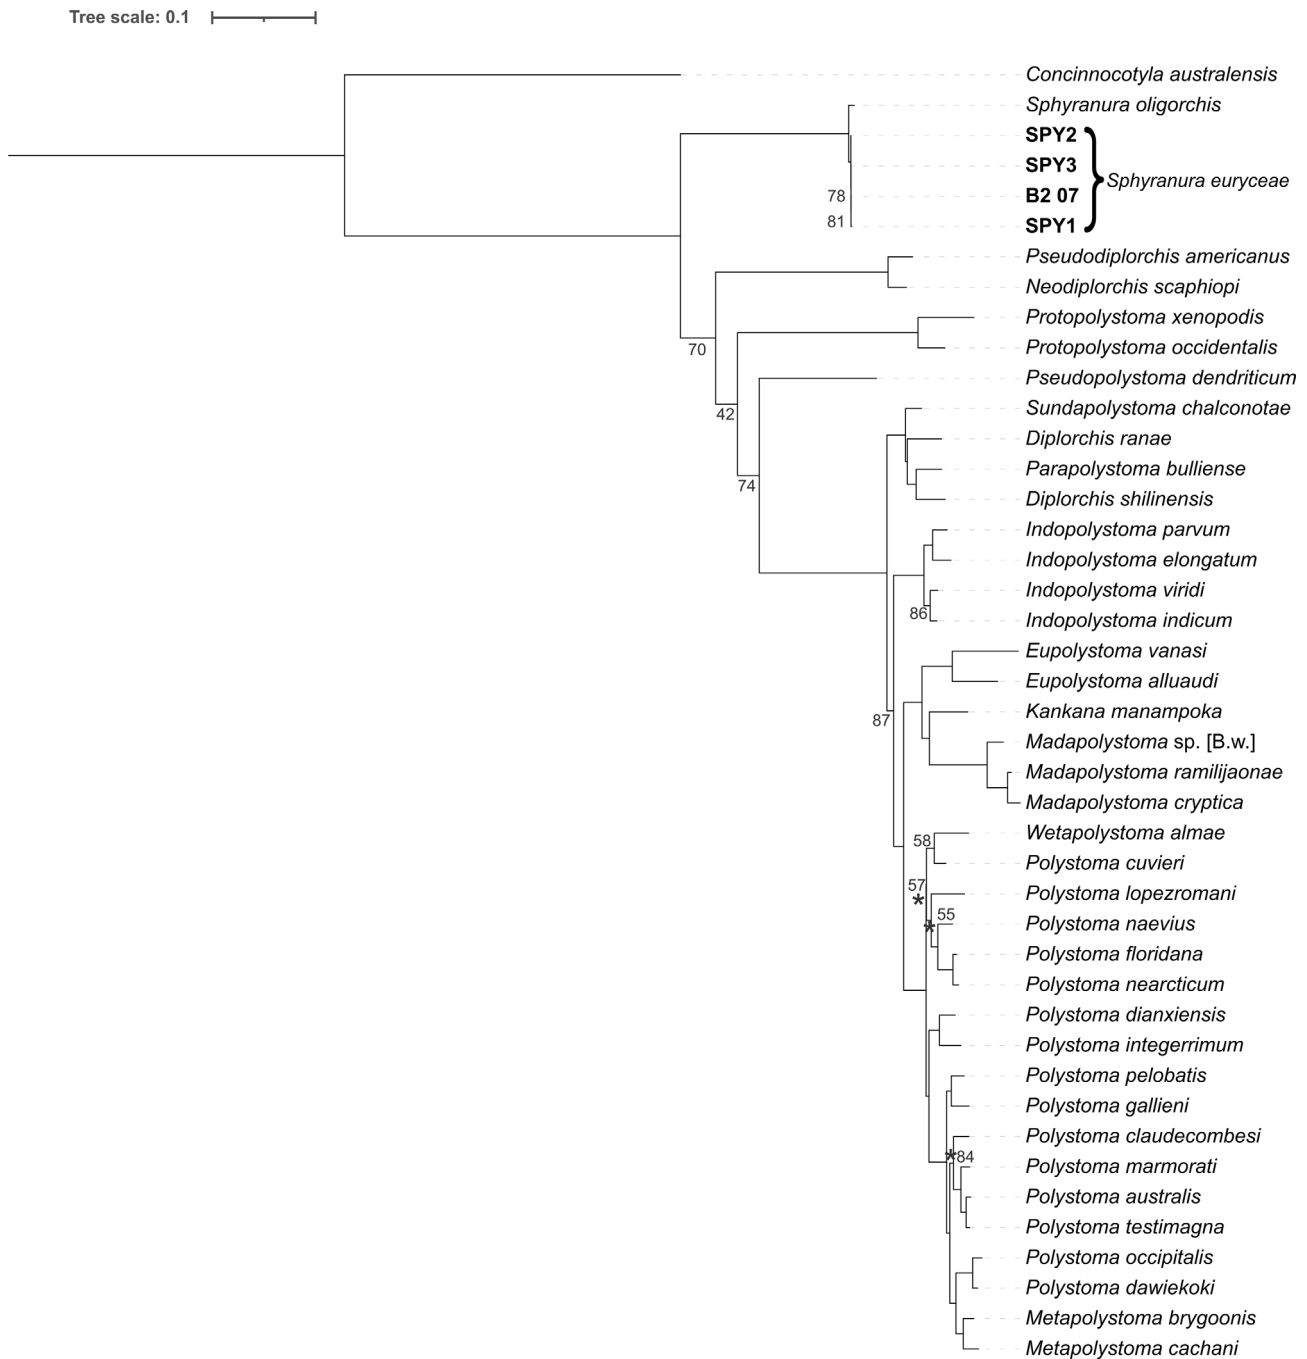 Tree scale: 0.1
Concinnocotyla australensis
Sphyranura oligorchis
SPY2
SPY3
Sphyranura euryceae
78
B2 07
81
SPY1
Pseudodiplorchis americanus
Neodiplorchis scaphiopi
Protopolystoma xenopodis
70
Protopolystoma occidentalis
Pseudopolystoma dendriticum
42
Sundapolystoma chalconotae
Diplorchis ranae
Parapolystoma bulliense
74
Diplorchis shilinensis
Indopolystoma parvum
Indopolystoma elongatum
Indopolystoma viridi
86
Indopolystoma indicum
Eupolystoma vanasi
Eupolystoma alluaudi
87
Kankana manampoka
Madapolystoma sp. [B.w.]
Madapolystoma ramilijaonae
Madapolystoma cryptica
58
Wetapolystoma almae
Polystoma cuvieri
57
*
Polystoma lopezromani
* 55
Polystoma naevius
Polystoma floridana
Polystoma nearcticum
Polystoma dianxiensis
Polystoma integerrimum
Polystoma pelobatis
Polystoma gallieni
Polystoma claudecombesi
*84
Polystoma marmorati
Polystoma australis
Polystoma testimagna
Polystoma occipitalis
Polystoma dawiekoki
Metapolystoma brygoonis
Metapolystoma cachani